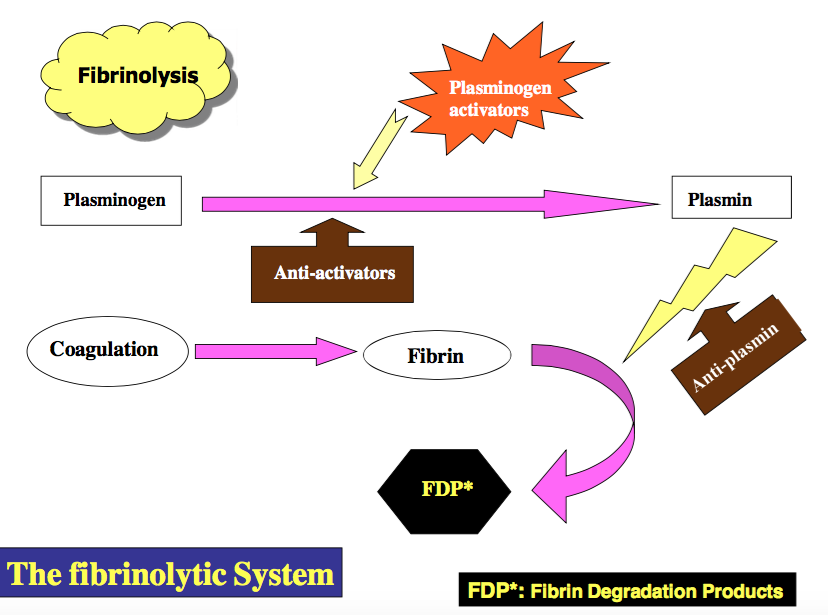 Fibrinolysis
Plasminogen
activators
Plasminogen
Plasmin
Anti-activators
Anti-plasmin
Coagulation
Fibrin
FDP*
The fibrinolytic System
FDP*: Fibrin Degradation Products